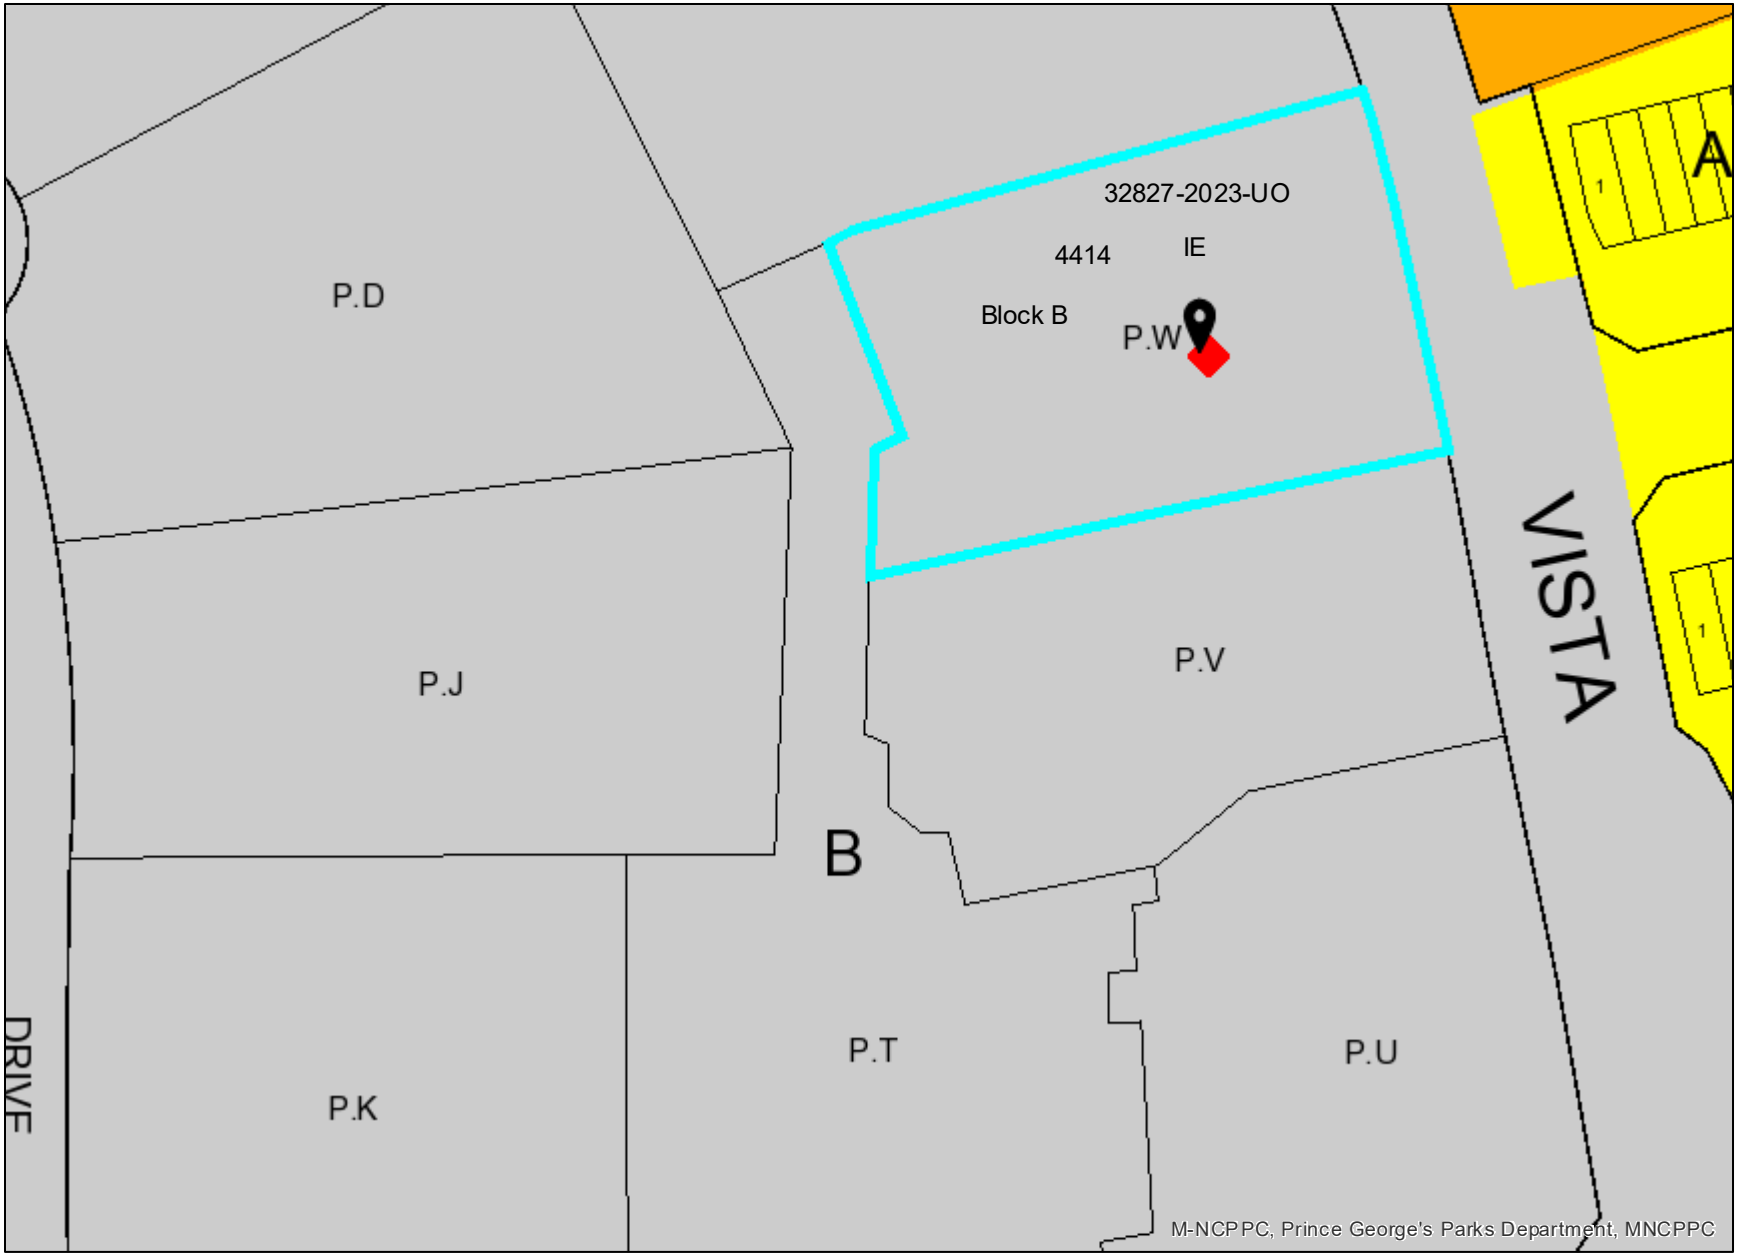 A
1
32827-2023-UO
4414
IE
Block B
P.W
P.D
VISTA
1
P.V
P.J
B
DRIVE
P.T
P.U
P.K
M-NCPPC, Prince George's Parks Department, MNCPPC